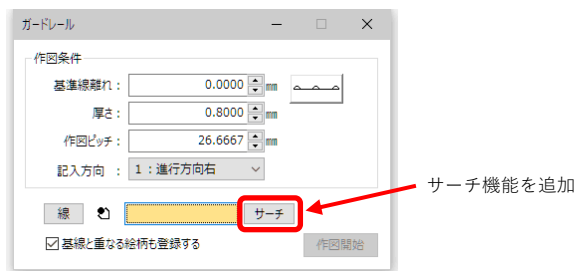 ガードレール
作図条件
基準線離れ： 0.0000 mm
厚さ： 0.8000 mm
作図ピッチ： 26.6667 mm
記入方向 ： 1：進行方向右
サーチ機能を追加
線 サーチ
基線と重なる絵柄も登録する 作図開始